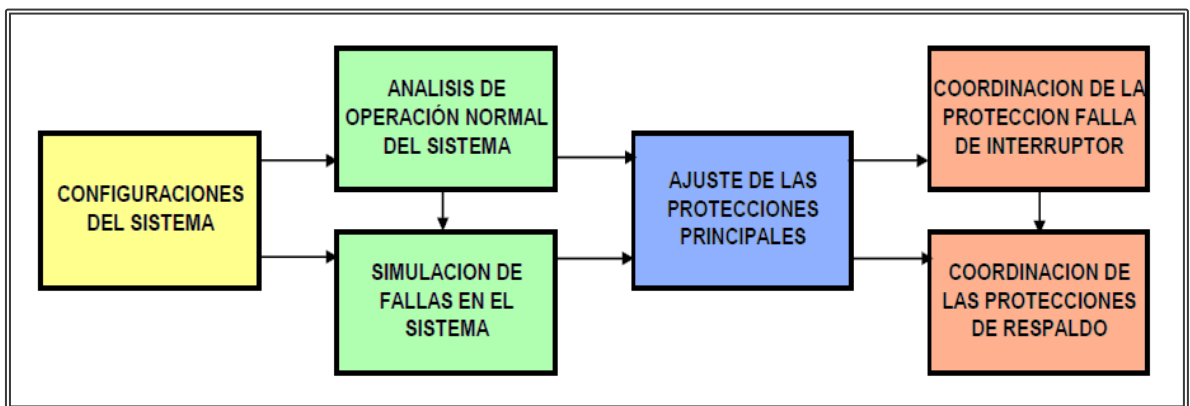 CONFIGURACIONES
DEL SISTEMA
ANALISIS DE
OPERACIÓN NORMAL
DEL SISTEMA
SIMULACION DE
FALLAS EN EL
SISTEMA
AJUSTE DE LAS
PROTECCIONES
PRINCIPALES
COORDINACION DE LA
PROTECCION FALLA
DE INTERRUPTOR
COORDINACION DE
LAS PROTECCIONES
DE RESPALDO